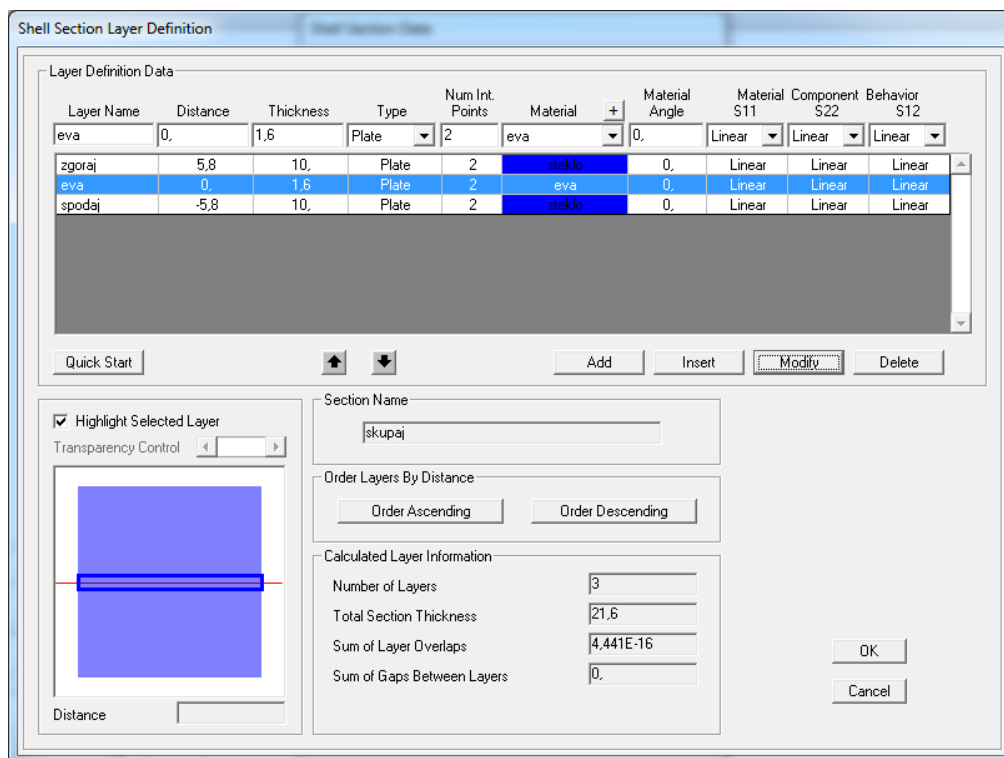 Shell Section Layer Definition
Shell Section Data
Layer Definition Data
Layer Name Distance Thickness Type Num Int. Points Material + Material Angle Material Component Behavior S11 S22 S12
eva 0, 1,6 Plate 2 eva 0, Linear Linear Linear
zgoraj 5,8 10, Plate 2 steklo 0, Linear Linear Linear
eva 0, 1,6 Plate 2 eva 0, Linear Linear Linear
spodaj -5,8 10, Plate 2 steklo 0, Linear Linear Linear
Quick Start Add Insert Modify Delete
Highlight Selected Layer
Transparency Control
Distance
Section Name
skupaj
Order Layers By Distance
Order Ascending Order Descending
Calculated Layer Information
Number of Layers 3
Total Section Thickness 21,6
Sum of Layer Overlaps 4,441E-16
Sum of Gaps Between Layers 0,
OK
Cancel